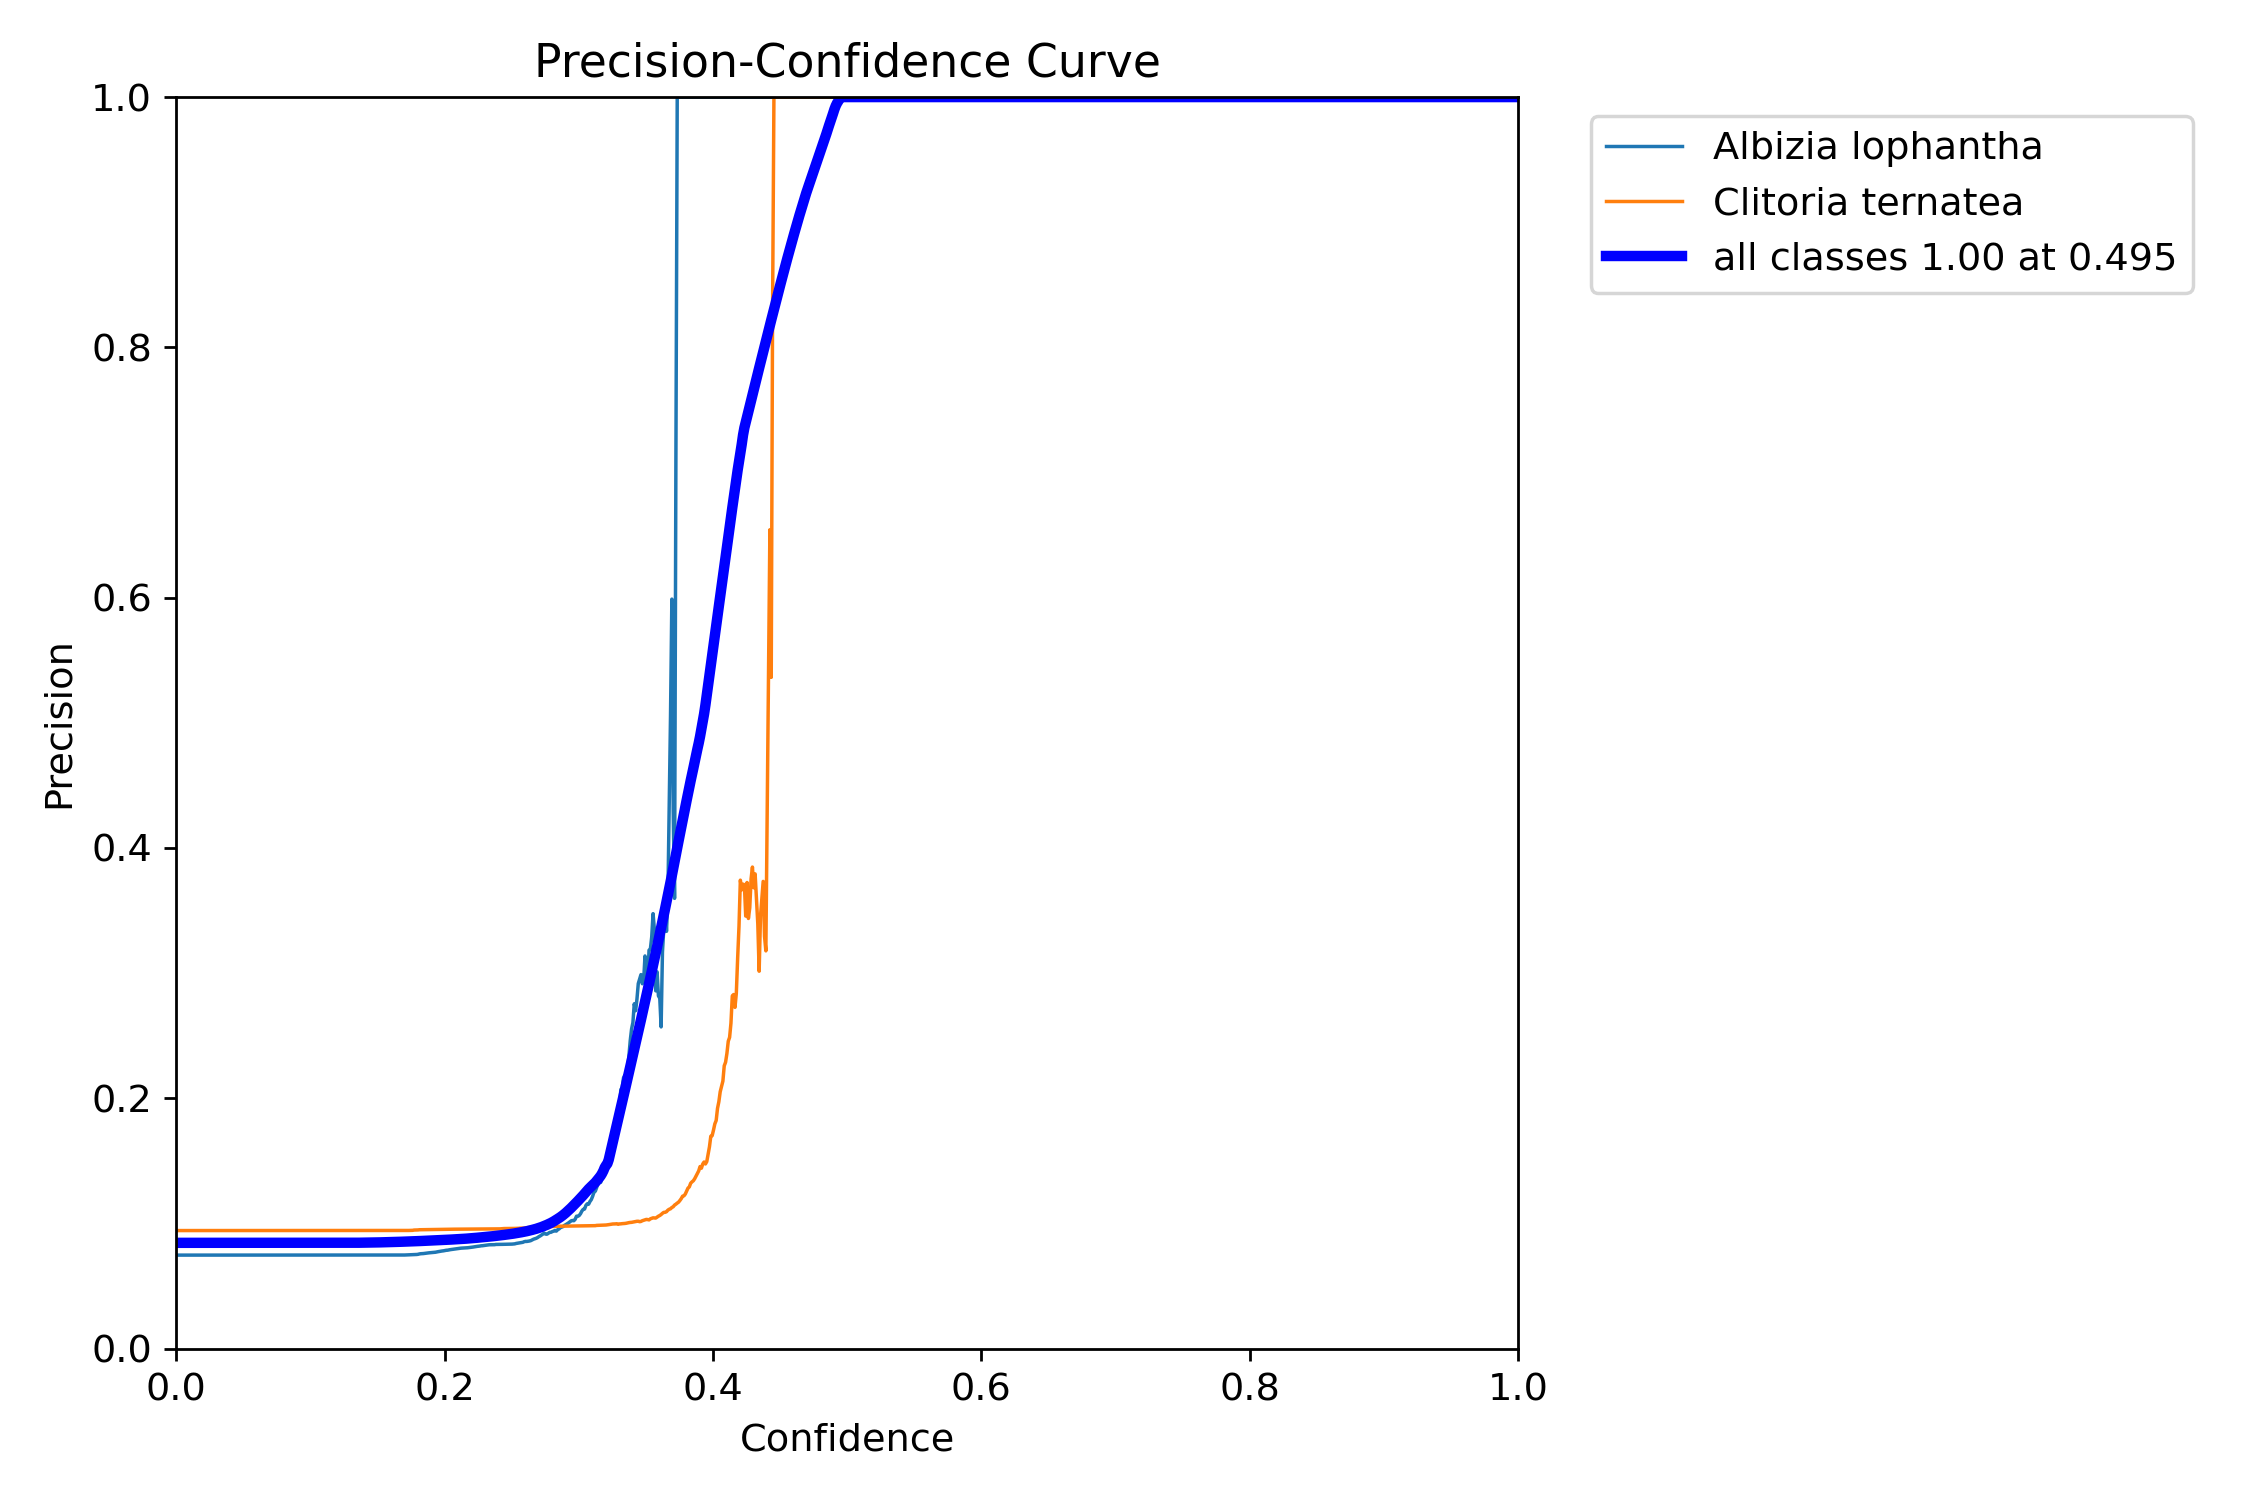 Precision-Confidence Curve
1.0
0.8
0.6
0.4
0.2
0.0
Precision
0.0 0.2 0.4 0.6 0.8 1.0
Confidence
Albizia lophantha
Clitoria ternatea
all classes 1.00 at 0.495